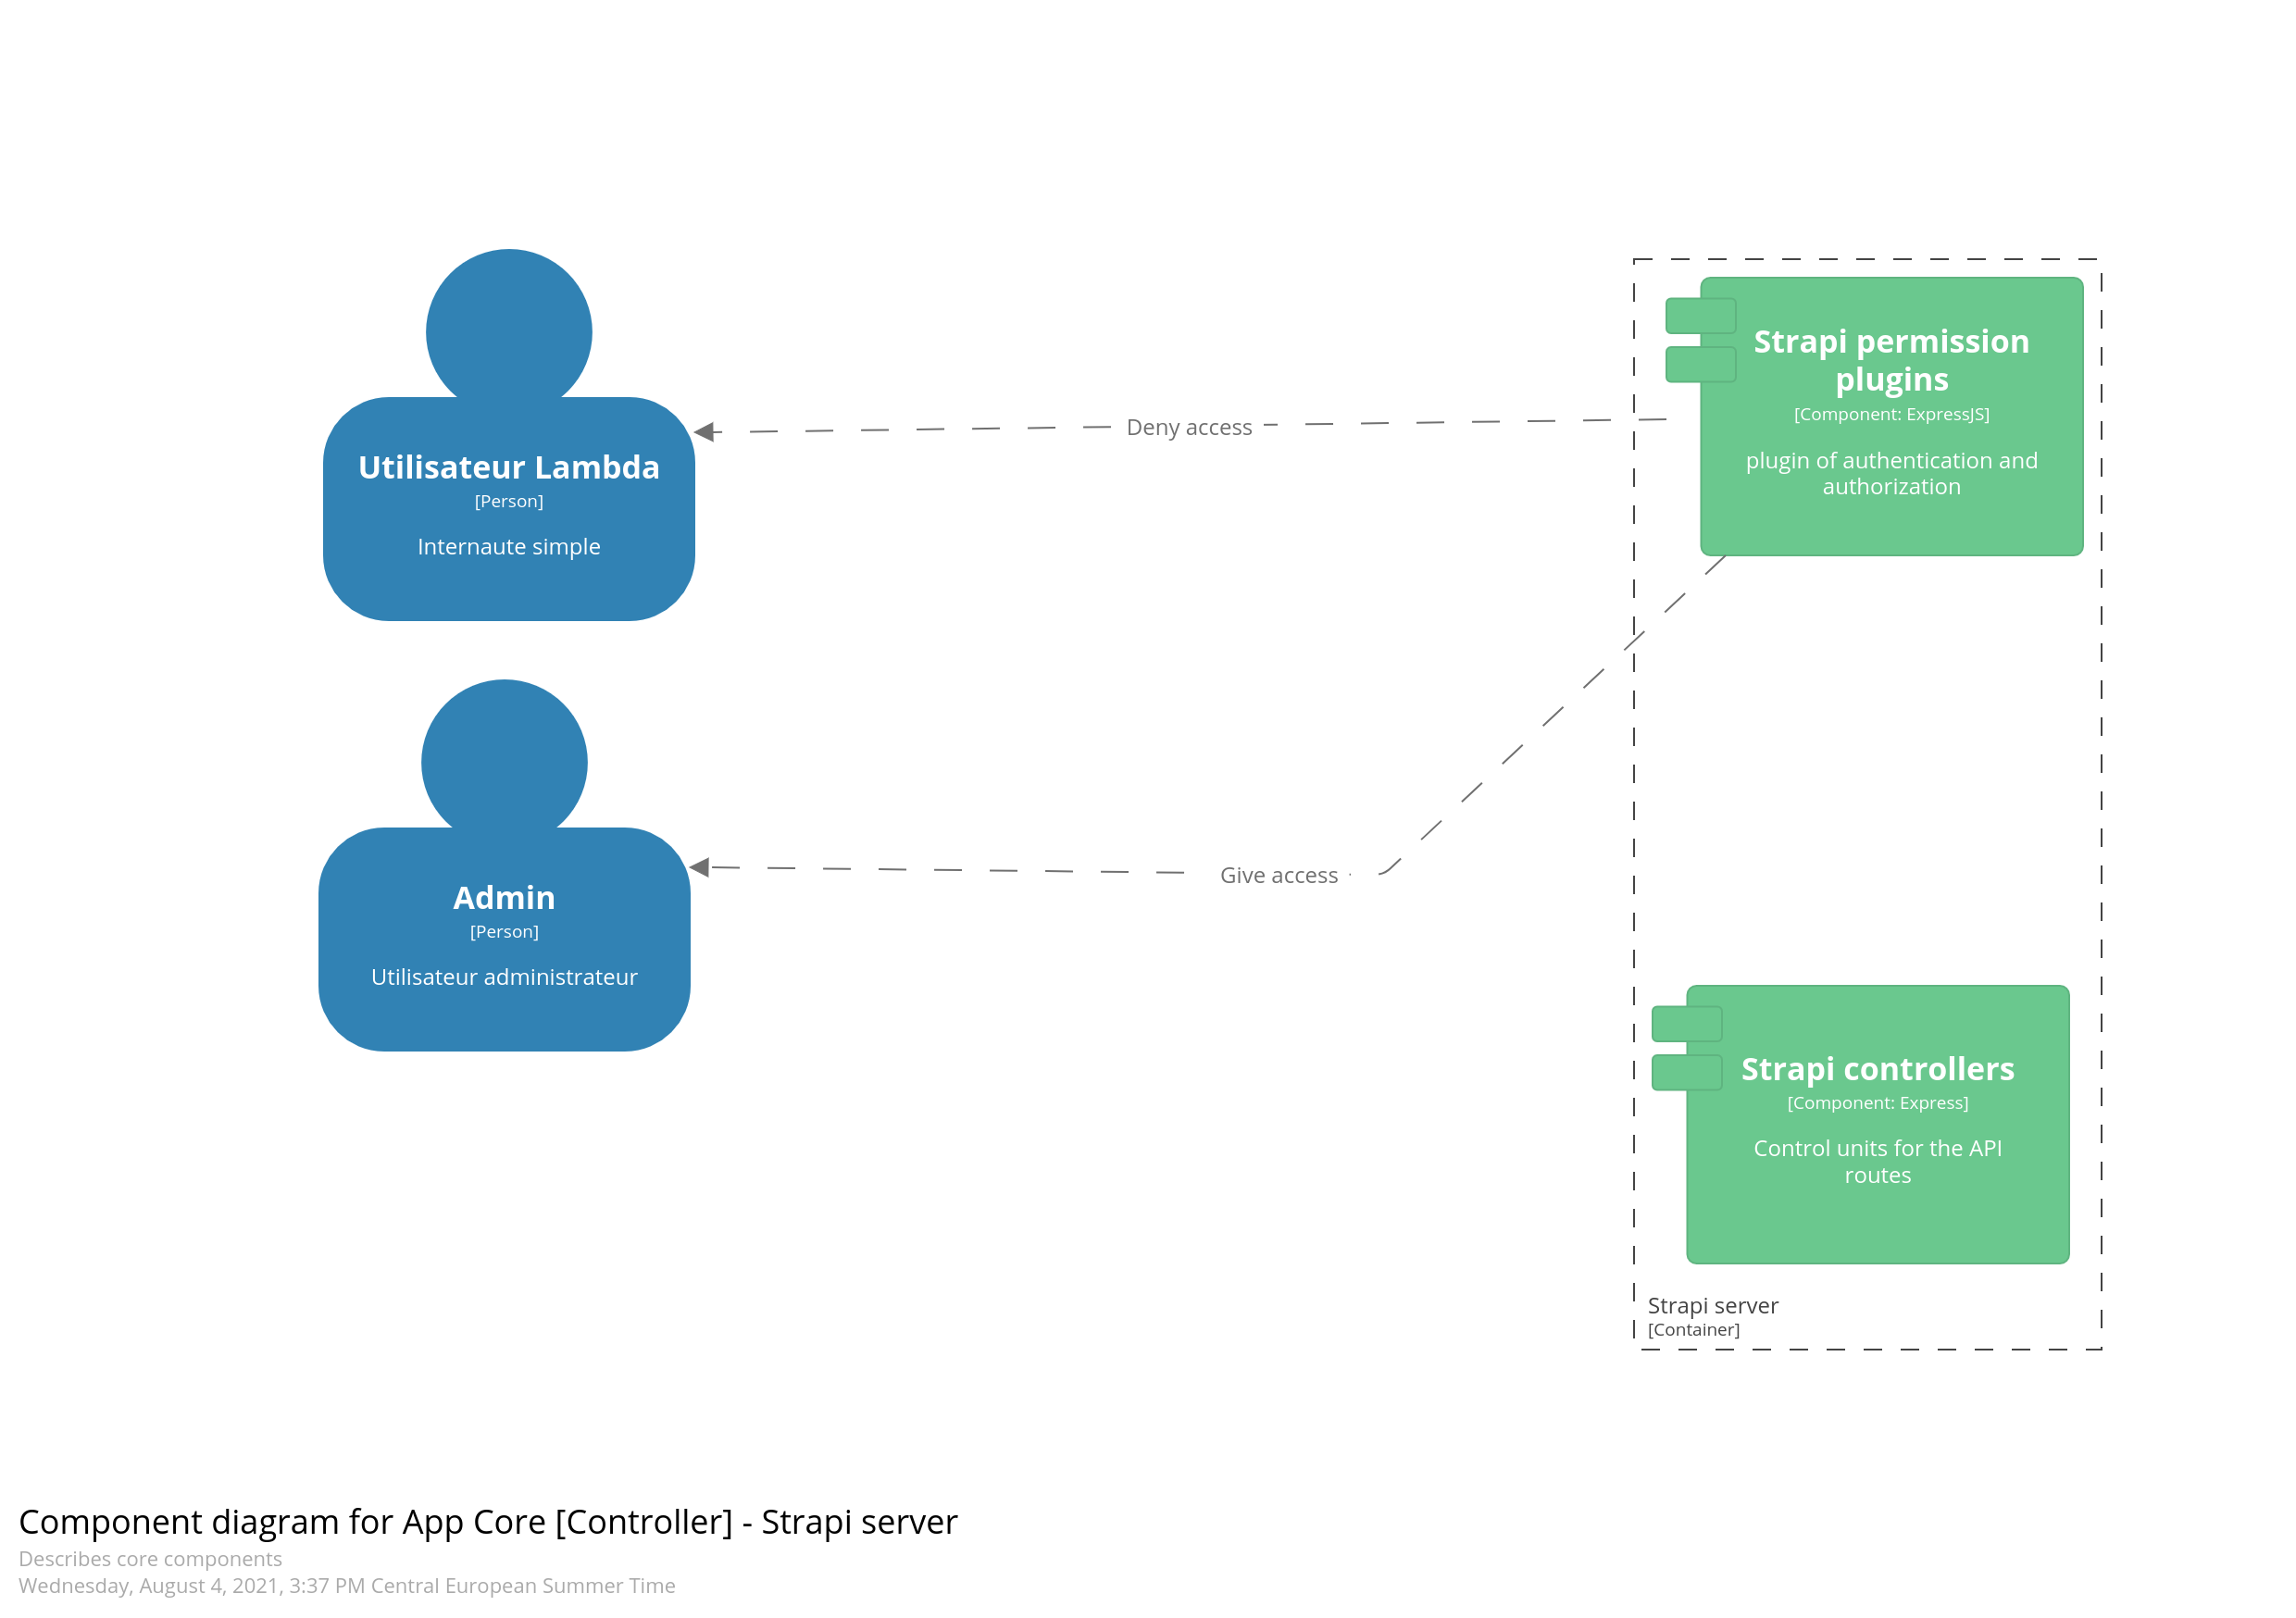 Utilisateur Lambda
[Person]
Internaute simple
Deny access
Strapi permission
plugins
[Component: ExpressJS]
plugin of authentication and
authorization
Admin
[Person]
Utilisateur administrateur
Give access
Strapi controllers
[Component: Express]
Control units for the API
routes
Strapi server
[Container]
Component diagram for App Core [Controller] - Strapi server
Describes core components
Wednesday, August 4, 2021, 3:37 PM Central European Summer Time